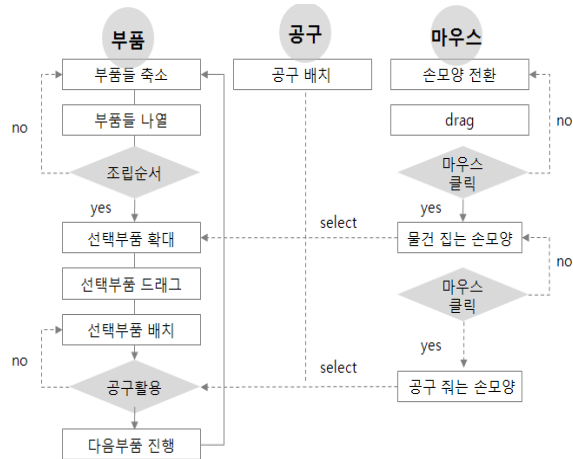 부품
공구
마우스
부품들 축소
공구 배치
손모양 전환
no
부품들 나열
drag
no
조립순서
마우스
클릭
yes
yes
select
선택부품 확대
물건 집는 손모양
no
선택부품 드래그
마우스
클릭
선택부품 배치
yes
no
select
공구활용
공구 줘는 손모양
다음부품 진행